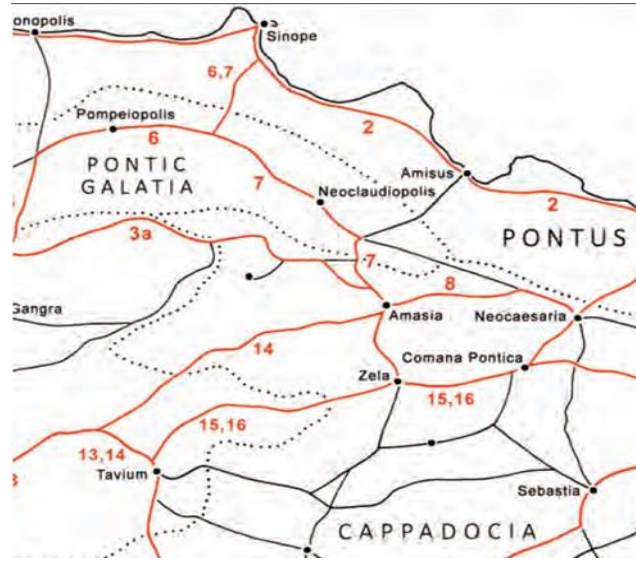 onopolis
Sinope
6,7
Pompeiopolis
6
2
PONTIC
GALATIA
7
Amisus
Neoclaudiopolis
2
3a
PONTUS
7
8
Gangra
Amasia
Neocaesaria
14
Comana Pontica
Zela
15,16
15,16
13,14
Tavium
3
Sebastia
CAPPADOCIA